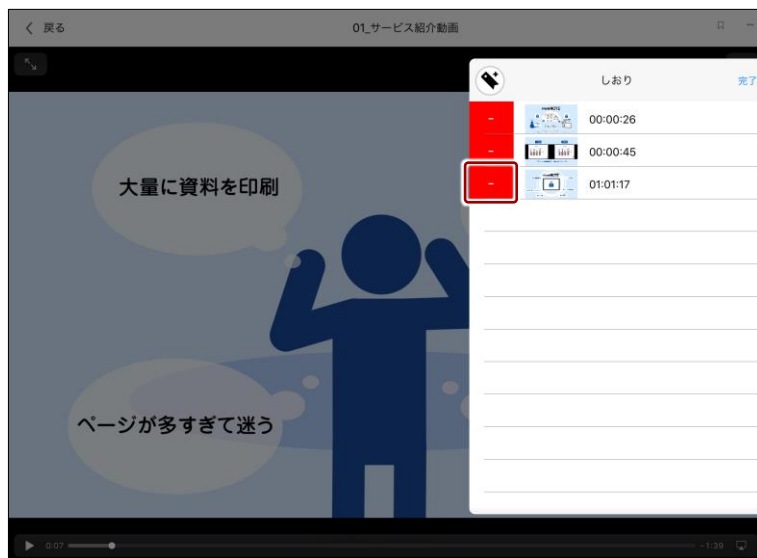 戻る
01_サービス紹介動画
しおり
完了
- 00:00:26
- 00:00:45
- 01:01:17
大量に資料を印刷
ページが多すぎて迷う
0:07
-1:39